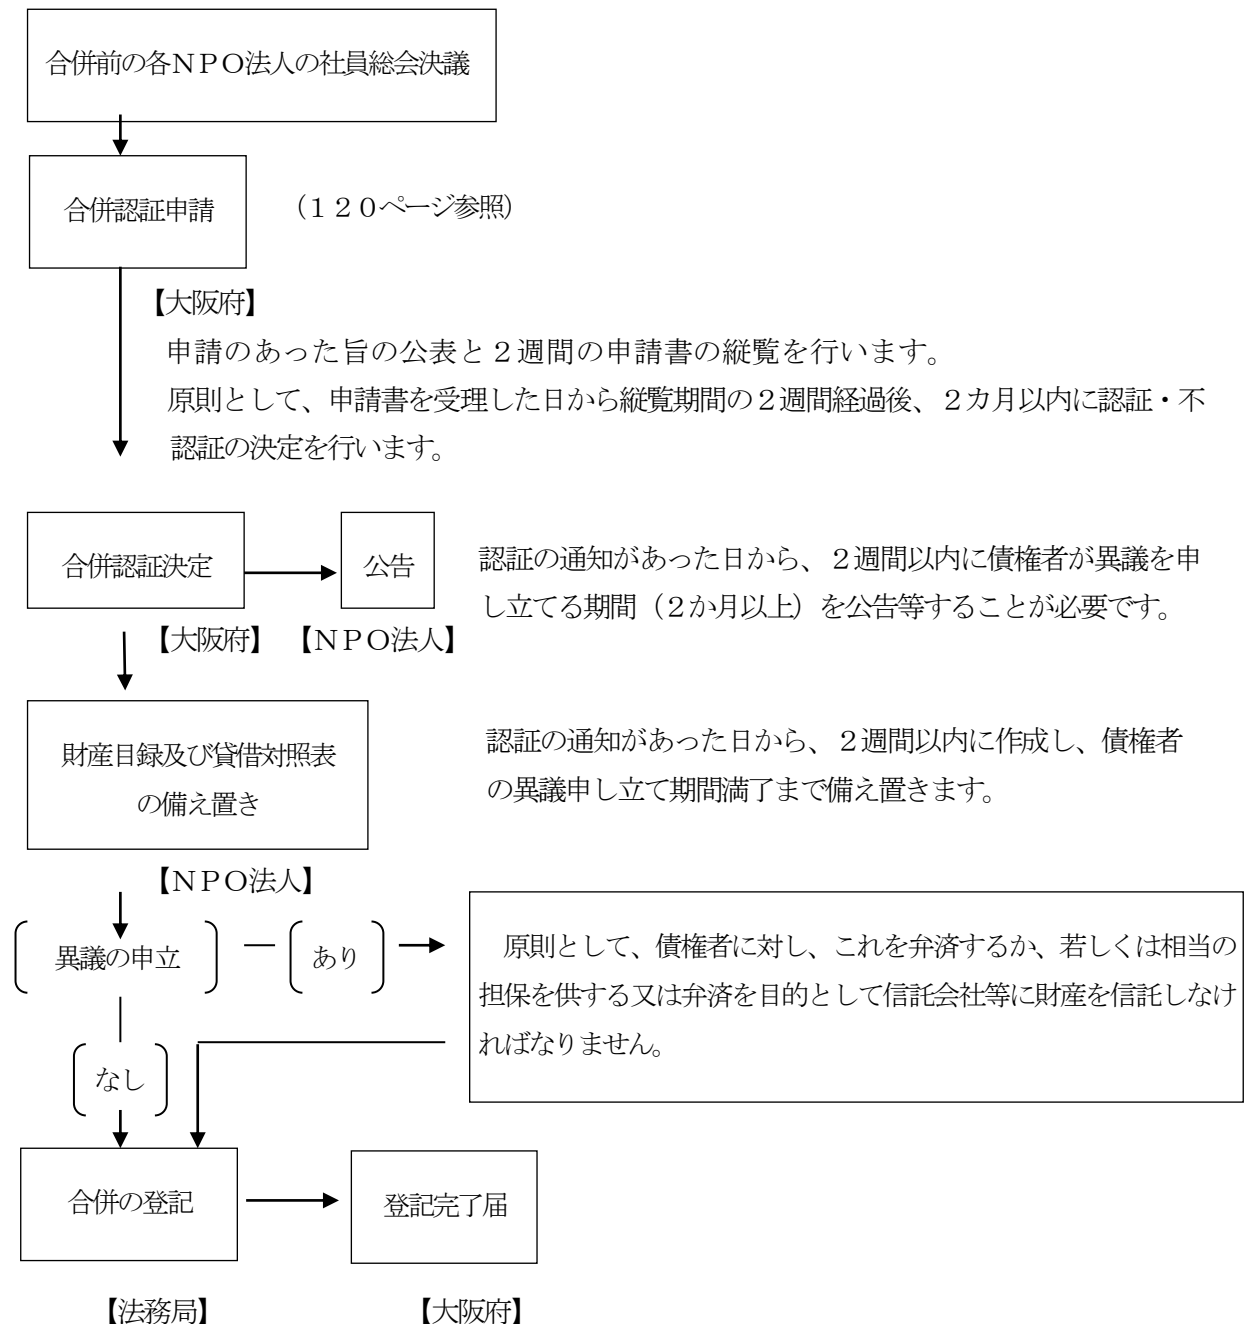 合併前の各ＮＰＯ法人の社員総会決議
合併認証申請
（１２０ページ参照）
【大阪府】
申請のあった旨の公表と２週間の申請書の縦覧を行います。
原則として、申請書を受理した日から縦覧期間の２週間経過後、２カ月以内に認証・不
認証の決定を行います。
合併認証決定
公告
認証の通知があった日から、２週間以内に債権者が異議を申
し立てる期間（２か月以上）を公告等することが必要です。
【大阪府】
【ＮＰＯ法人】
財産目録及び貸借対照表
の備え置き
認証の通知があった日から、２週間以内に作成し、債権者
の異議申し立て期間満了まで備え置きます。
【ＮＰＯ法人】
異議の申立
あり
原則として、債権者に対し、これを弁済するか、若しくは相当の
担保を供する又は弁済を目的として信託会社等に財産を信託しなけ
ればなりません。
なし
合併の登記
登記完了届
【法務局】
【大阪府】